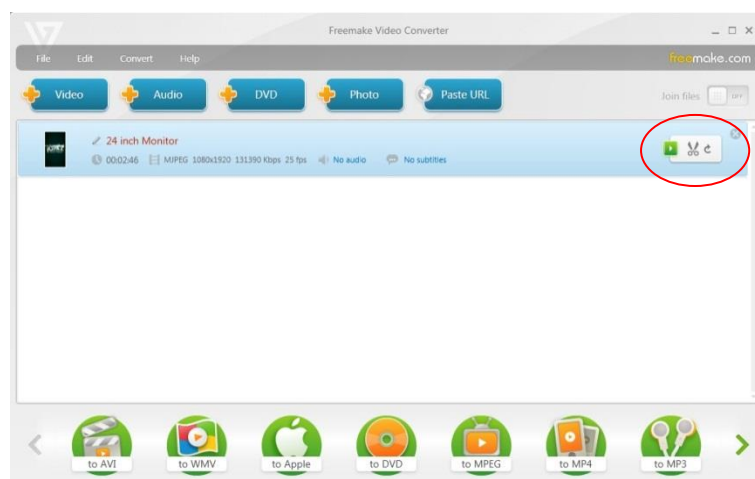 Freemake Video Converter
File Edit Convert Help
freemake.com
Video Audio DVD Photo Paste URL
Join files OFF
24 inch Monitor
00:02:46 MJPEG 1080x1920 131390 Kbps 25 fps No audio No subtitles
to AVI to WMV to Apple to DVD to MPEG to MP4 to MP3